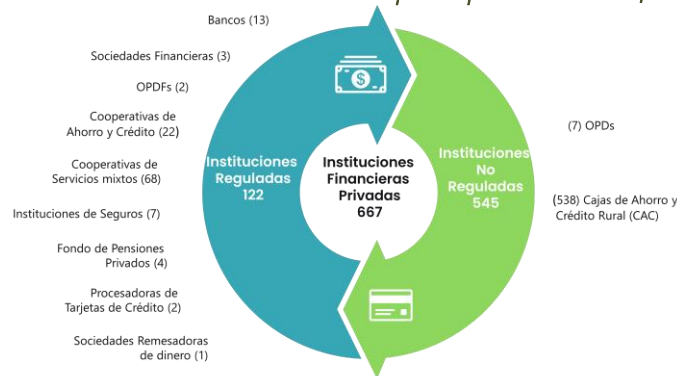 Bancos (13)
Sociedades Financieras (3)
OPDFs (2)
Cooperativas de
Ahorro y Crédito (22)
Cooperativas de
Servicios mixtos (68)
Instituciones de Seguros (7)
Fondo de Pensiones
Privados (4)
Procesadoras de
Tarjetas de Crédito (2)
Sociedades Remesadoras
de dinero (1)
Instituciones
Reguladas
122
Instituciones
Financieras
Privadas
667
Instituciones
No
Reguladas
545
(7) OPDs
(538) Cajas de Ahorro y
Crédito Rural (CAC)